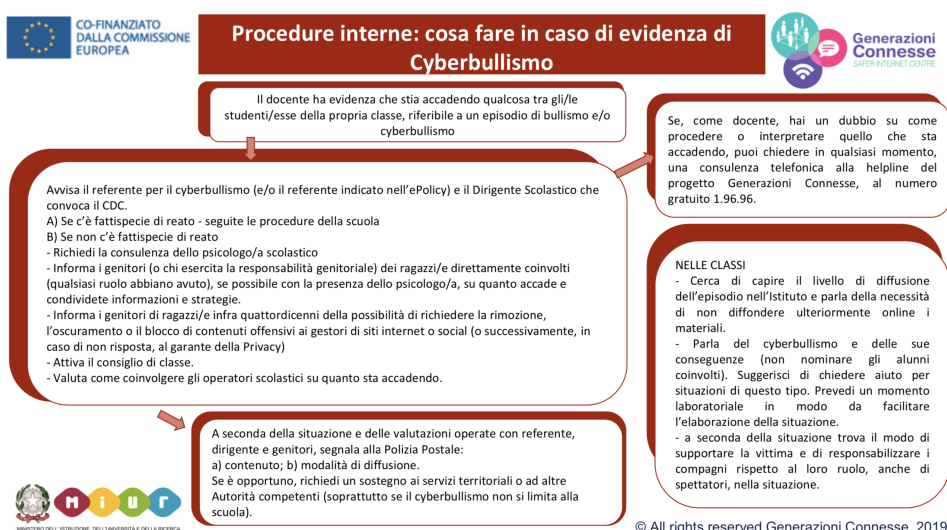 CO-FINANZIATO
DALLA COMMISSIONE
EUROPEA
Procedure interne: cosa fare in caso di evidenza di
Cyberbullismo
Generazioni
Connesse
SAFER INTERNET CENTRE
Il docente ha evidenza che stia accadendo qualcosa tra gli/le
studenti/esse della propria classe, riferibile a un episodio di bullismo e/o
cyberbullismo
Se, come docente, hai un dubbio su come
procedere o interpretare quello che sta
accadendo, puoi chiedere in qualsiasi momento,
una consulenza telefonica alla helpline del
progetto Generazioni Connesse, al numero
gratuito 1.96.96.
Avvisa il referente per il cyberbullismo (e/o il referente indicato nell’ePolicy) e il Dirigente Scolastico che
convoca il CDC.
A) Se c’è fattispecie di reato - seguite le procedure della scuola
B) Se non c’è fattispecie di reato
- Richiedi la consulenza dello psicologo/a scolastico
- Informa i genitori (o chi esercita la responsabilità genitoriale) dei ragazzi/e direttamente coinvolti
(qualsiasi ruolo abbiano avuto), se possibile con la presenza dello psicologo/a, su quanto accade e
condividete informazioni e strategie.
- Informa i genitori di ragazzi/e infra quattordicenni della possibilità di richiedere la rimozione,
l’oscuramento o il blocco di contenuti offensivi ai gestori di siti internet o social (o successivamente, in
caso di non risposta, al garante della Privacy)
- Attiva il consiglio di classe.
- Valuta come coinvolgere gli operatori scolastici su quanto sta accadendo.
NELLE CLASSI
- Cerca di capire il livello di diffusione
dell’episodio nell’Istituto e parla della necessità
di non diffondere ulteriormente online i
materiali.
- Parla del cyberbullismo e delle sue
conseguenze (non nominare gli alunni
coinvolti). Suggerisci di chiedere aiuto per
situazioni di questo tipo. Prevedi un momento
laboratoriale in modo da facilitare
l’elaborazione della situazione.
- a seconda della situazione trova il modo di
supportare la vittima e di responsabilizzare i
compagni rispetto al loro ruolo, anche di
spettatori, nella situazione.
A seconda della situazione e delle valutazioni operate con referente,
dirigente e genitori, segnala alla Polizia Postale:
a) contenuto; b) modalità di diffusione.
Se è opportuno, richiedi un sostegno ai servizi territoriali o ad altre
Autorità competenti (soprattutto se il cyberbullismo non si limita alla
scuola).
miur
MINISTERO DELL'ISTRUZIONE, DELL'UNIVERSITÀ E DELLA RICERCA
© All rights reserved Generazioni Connesse 2019